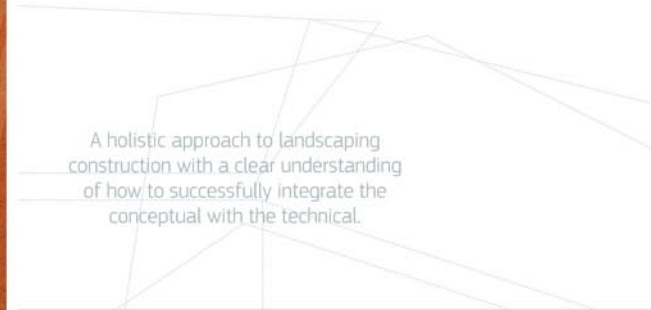 A holistic approach to landscaping
construction with a clear understanding
of how to successfully integrate the
conceptual with the technical.